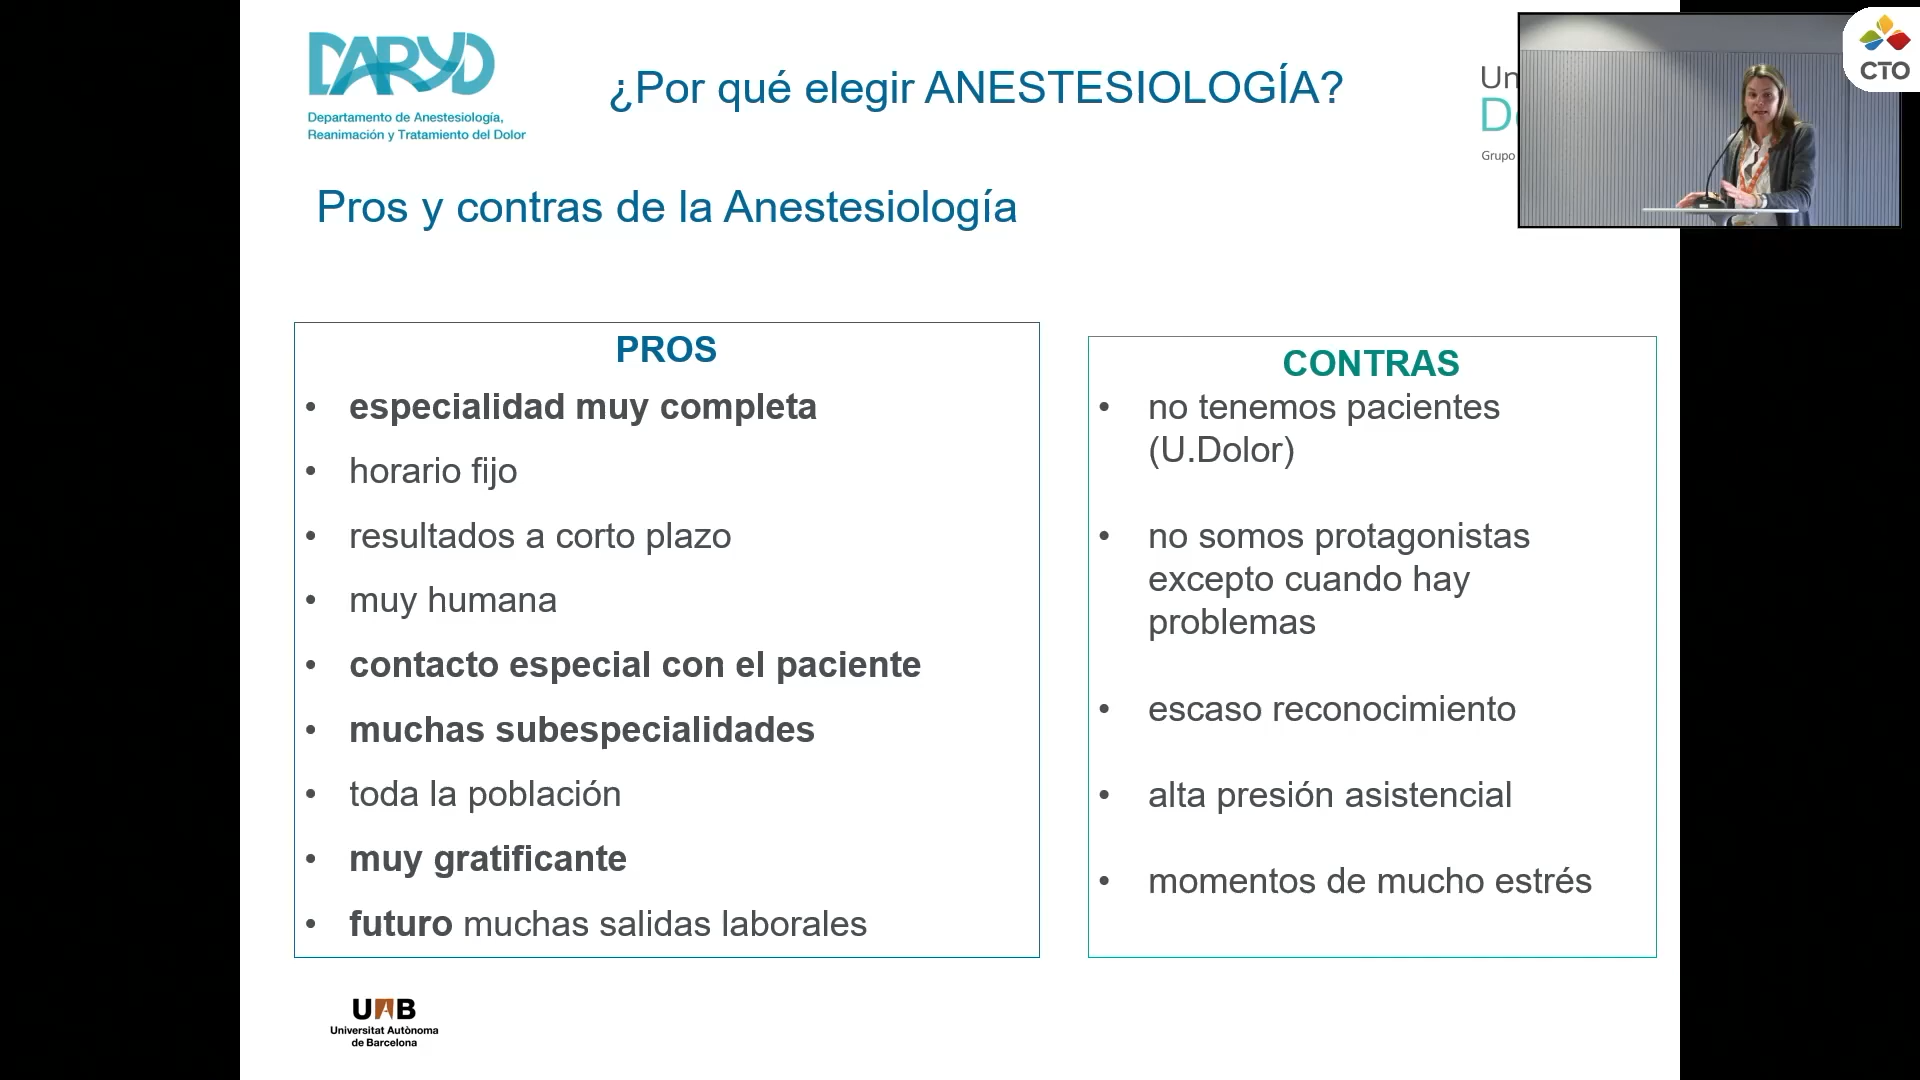 DARYD
Departamento de Anestesiología,
Reanimación y Tratamiento del Dolor
¿Por qué elegir ANESTESIOLOGÍA?
Grupo
CTO
Pros y contras de la Anestesiología
PROS
• especialidad muy completa
• horario fijo
• resultados a corto plazo
• muy humana
• contacto especial con el paciente
• muchas subespecialidades
• toda la población
• muy gratificante
• futuro muchas salidas laborales
CONTRAS
• no tenemos pacientes
(U.Dolor)
• no somos protagonistas
excepto cuando hay
problemas
• escaso reconocimiento
• alta presión asistencial
• momentos de mucho estrés
UAB
Universitat Autònoma
de Barcelona